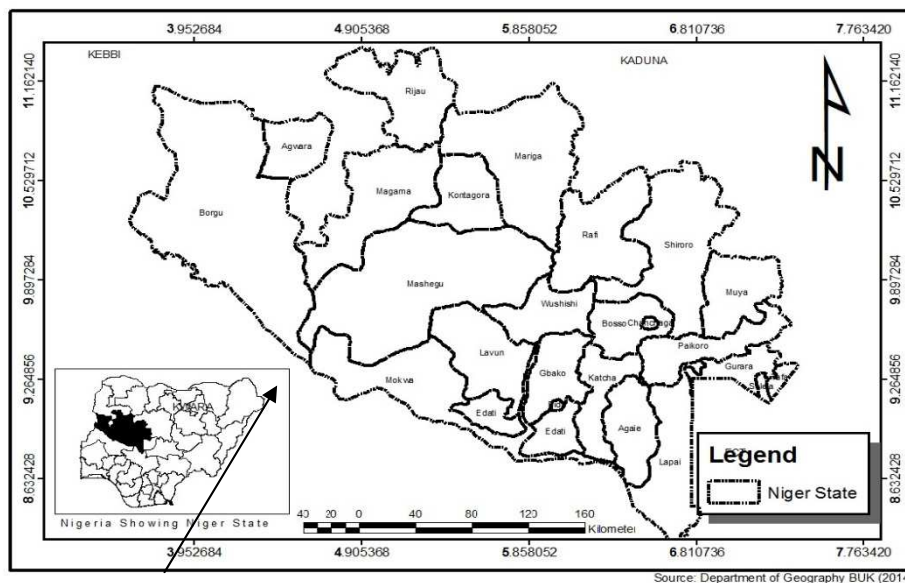 3.952684 4.905368 5.858052 6.810736 7.763420
KEBBI
KADUNA
11.162140
11.162140
Rijau
Agwara
Mariga
10.529712
10.529712
N
Magama
Kontagora
Borgu
Rafi
Shiroro
9.897284
9.897284
Mashegu
Muya
Wushishi
Bosso
Chanchaga
Paikoro
Lavun
9.264856
9.264856
Mokwa
Gbako
Katcha
Gurara
KWARA
Edati
Edati
Agaie
Lapai
Legend
Niger State
8.632428
8.632428
Nigeria Showing Niger State
40 20 0 40 80 120 160
Kilometer
3.952684 4.905368 5.858052 6.810736 7.763420
Source: Department of Geography BUK (2014